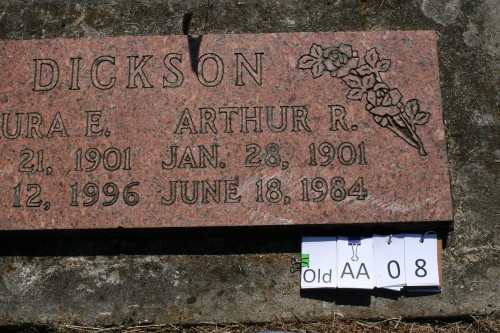 DICKSON
URA E. ARTHUR R.
21, 1901 JAN. 28, 1901
12, 1996 JUNE 18, 1984
Old AA 0 8